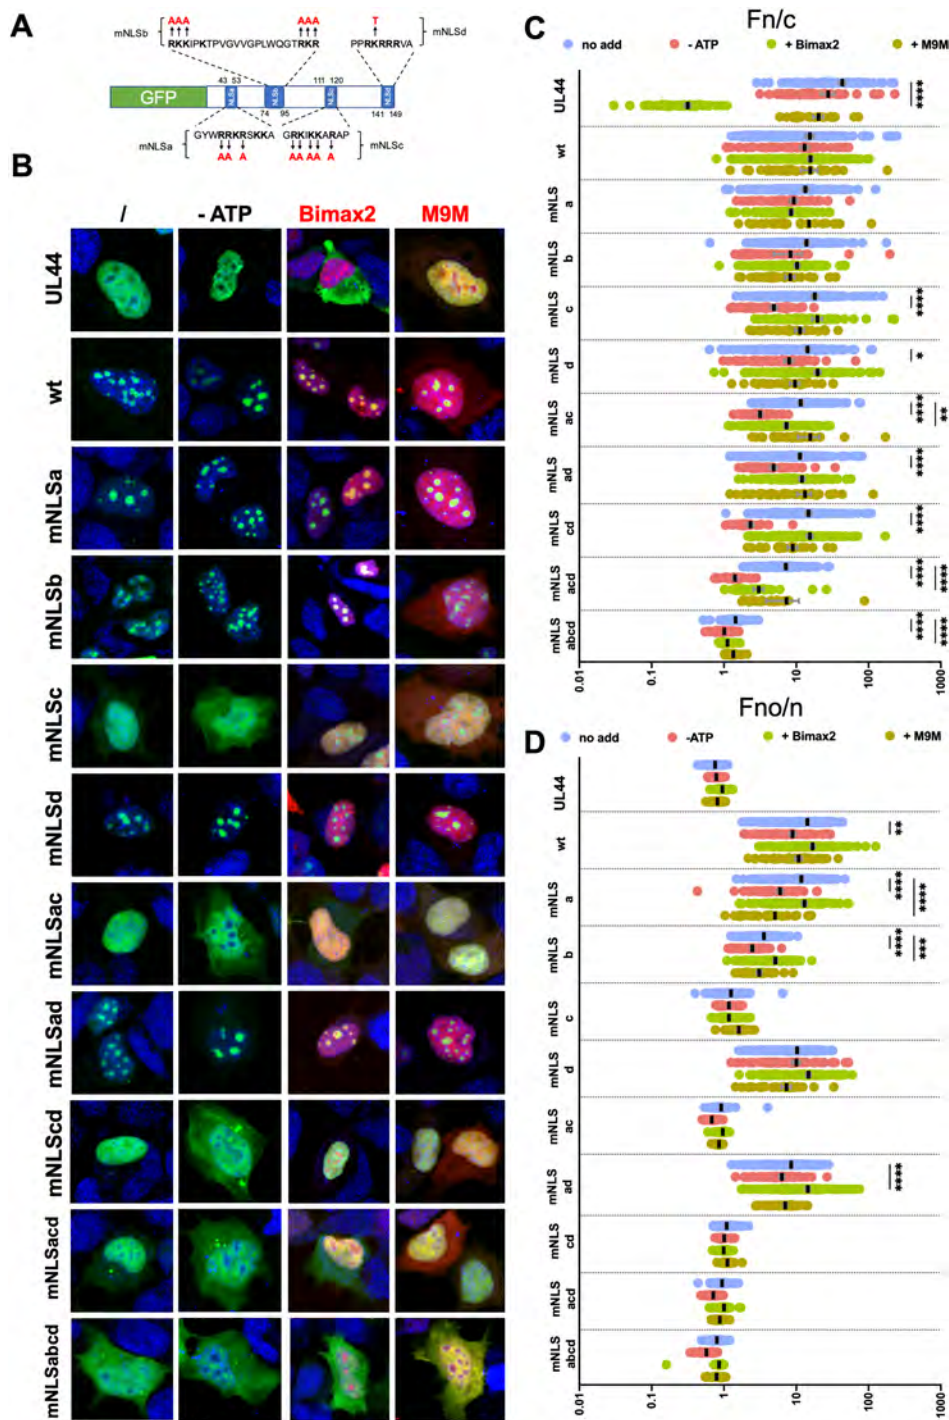 A
AAA
AAA
T
mNLSb
RKKIPKTPVGVVGPLWQGTRKR
PPRKRRRVA
mNLSd
43
53
111
120
GFP
NLSa
NLSb
NLSc
NLSd
74
95
141
149
mNLSa
GYWRRKRSKKA
GRKIKKARAP
mNLSc
AA
A
AA
AA
A
B
/
- ATP
Bimax2
M9M
UL44
wt
mNLSa
mNLSb
mNLSc
mNLSd
mNLSac
mNLSad
mNLScd
mNLSacd
mNLSabcd
C
Fn/c
no add
- ATP
+ Bimax2
+ M9M
UL44
****
wt
mNLS
a
mNLS
b
mNLS
c
****
mNLS
d
*
mNLS
ac
****
**
mNLS
ad
****
mNLS
cd
****
mNLS
acd
****
****
mNLS
abcd
****
****
0.01
0.1
1
10
100
1000
D
Fno/n
no add
-ATP
+ Bimax2
+ M9M
UL44
wt
**
mNLS
a
****
****
mNLS
b
****
***
mNLS
c
mNLS
d
mNLS
ac
mNLS
ad
****
mNLS
cd
mNLS
acd
mNLS
abcd
0.01
0.1
1
10
100
1000